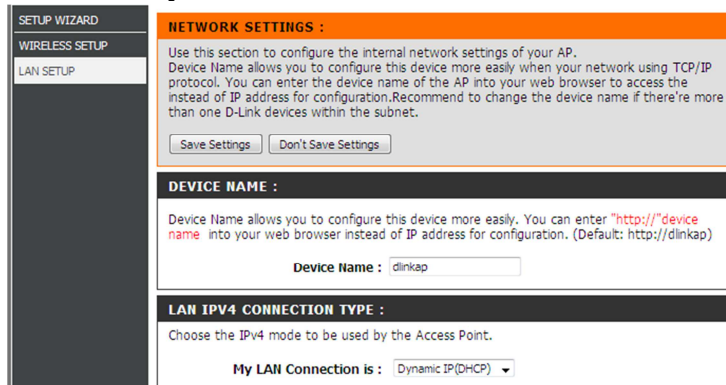 SETUP WIZARD
WIRELESS SETUP
LAN SETUP
NETWORK SETTINGS :
Use this section to configure the internal network settings of your AP.
Device Name allows you to configure this device more easily when your network using TCP/IP
protocol. You can enter the device name of the AP into your web browser to access the
instead of IP address for configuration.Recommend to change the device name if there're more
than one D-Link devices within the subnet.
Save Settings Don't Save Settings
DEVICE NAME :
Device Name allows you to configure this device more easily. You can enter "http://"device
name into your web browser instead of IP address for configuration. (Default: http://dlinkap)
Device Name : dlinkap
LAN IPV4 CONNECTION TYPE :
Choose the IPv4 mode to be used by the Access Point.
My LAN Connection is : Dynamic IP(DHCP)